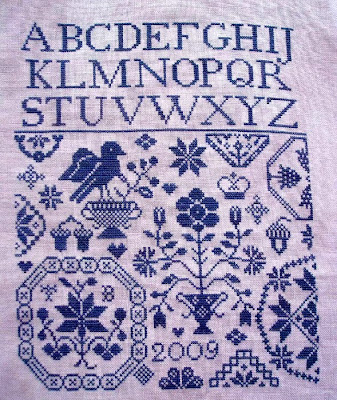 ABCDEFGHIJ
KLMNOPQR
STUVWXYZ
B
2009